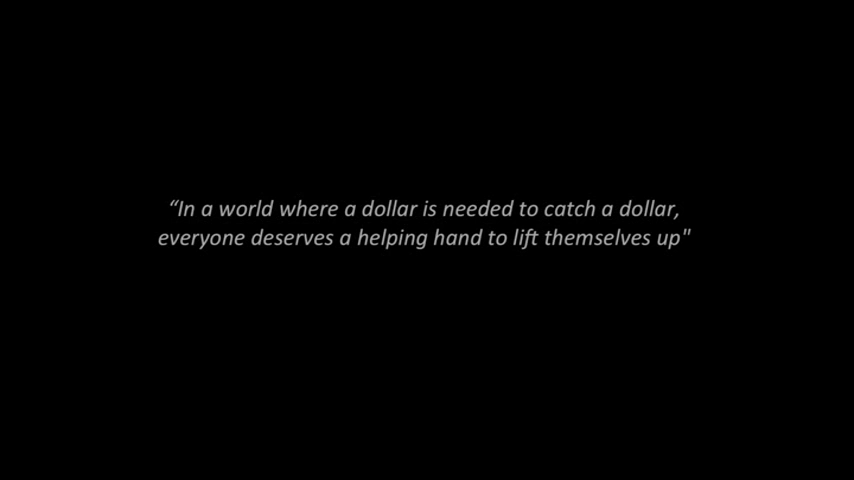 “In a world where a dollar is needed to catch a dollar,
everyone deserves a helping hand to lift themselves up"